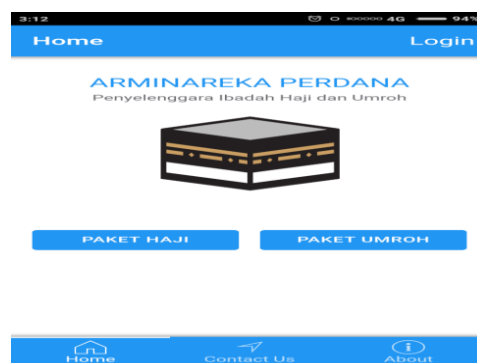 3:12 4G 94%
Home Login
ARMINAREKA PERDANA
Penyelenggara Ibadah Haji dan Umroh
PAKET HAJI PAKET UMROH
Home Contact Us About